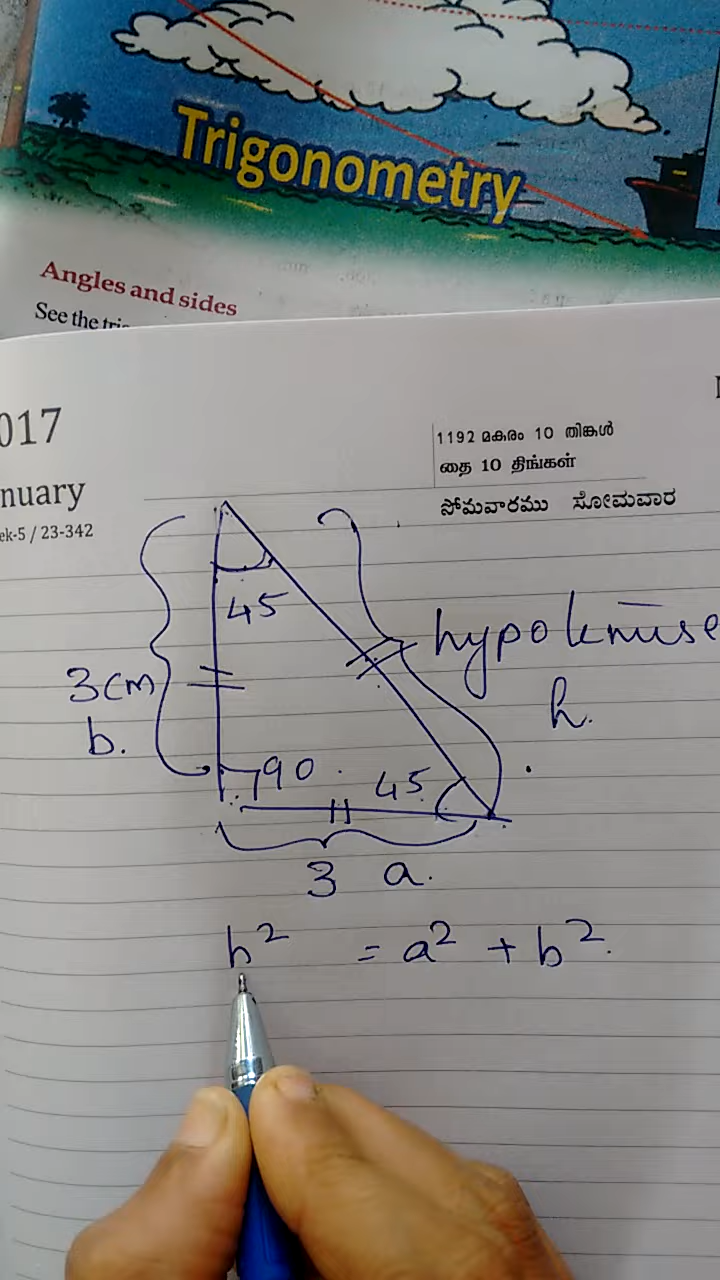 Trigonometry
Angles and sides
See the
017
nuary
ek-5 / 23-342
1192 മകരം 10 തിങ്കൾ
தை 10 திங்கள்
సోమవారము ಸೋಮವಾರ
45
3cm
b.
hypotenuse
h.
90
45
3 a.
h² = a² + b².